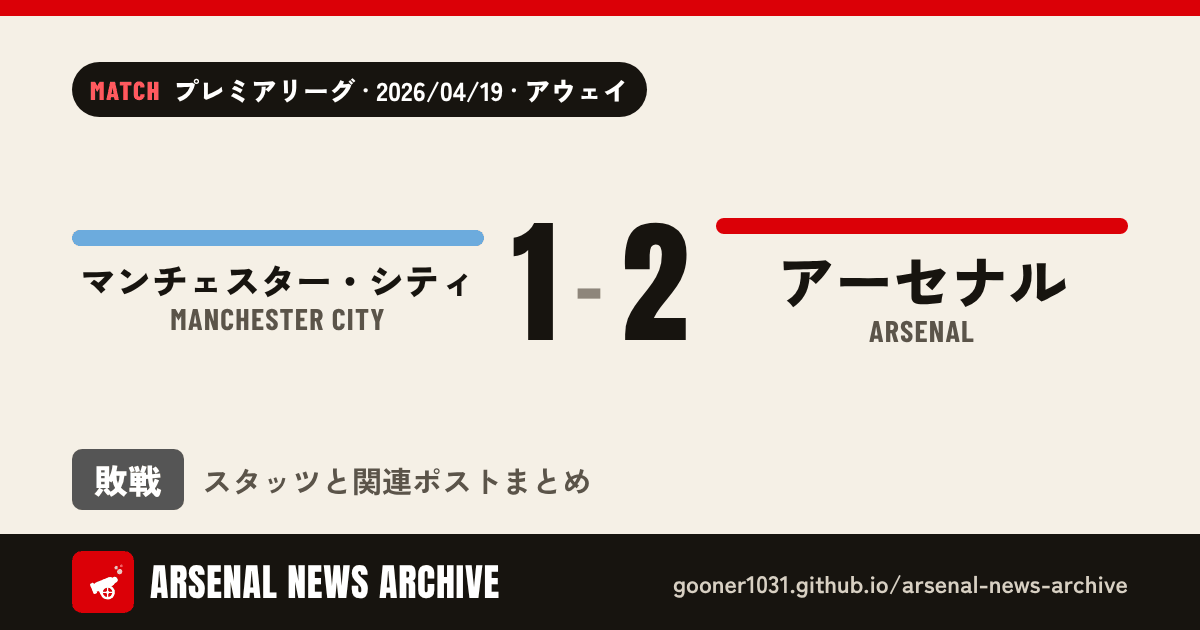 MATCH プレミアリーグ · 2026/04/19 · アウェイ
マンチェスター・シティ
MANCHESTER CITY
1 - 2
アーセナル
ARSENAL
敗戦 スタッツと関連ポストまとめ
ARSENAL NEWS ARCHIVE
gooner1031.github.io/arsenal-news-archive